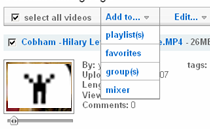 select all videos Add to... Edit...
playlist(s)
Cobham - Hilary Le e.MP4 - 26MB
favorites
By: y tags:
group(s)
Uplo 07
Leng
mixer
View
Comments: 0